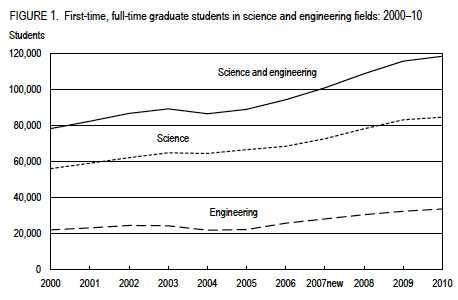 FIGURE 1. First-time, full-time graduate students in science and engineering fields: 2000–10
Students
120,000
Science and engineering
100,000
80,000
Science
60,000
40,000
Engineering
20,000
0
2000 2001 2002 2003 2004 2005 2006 2007new 2008 2009 2010